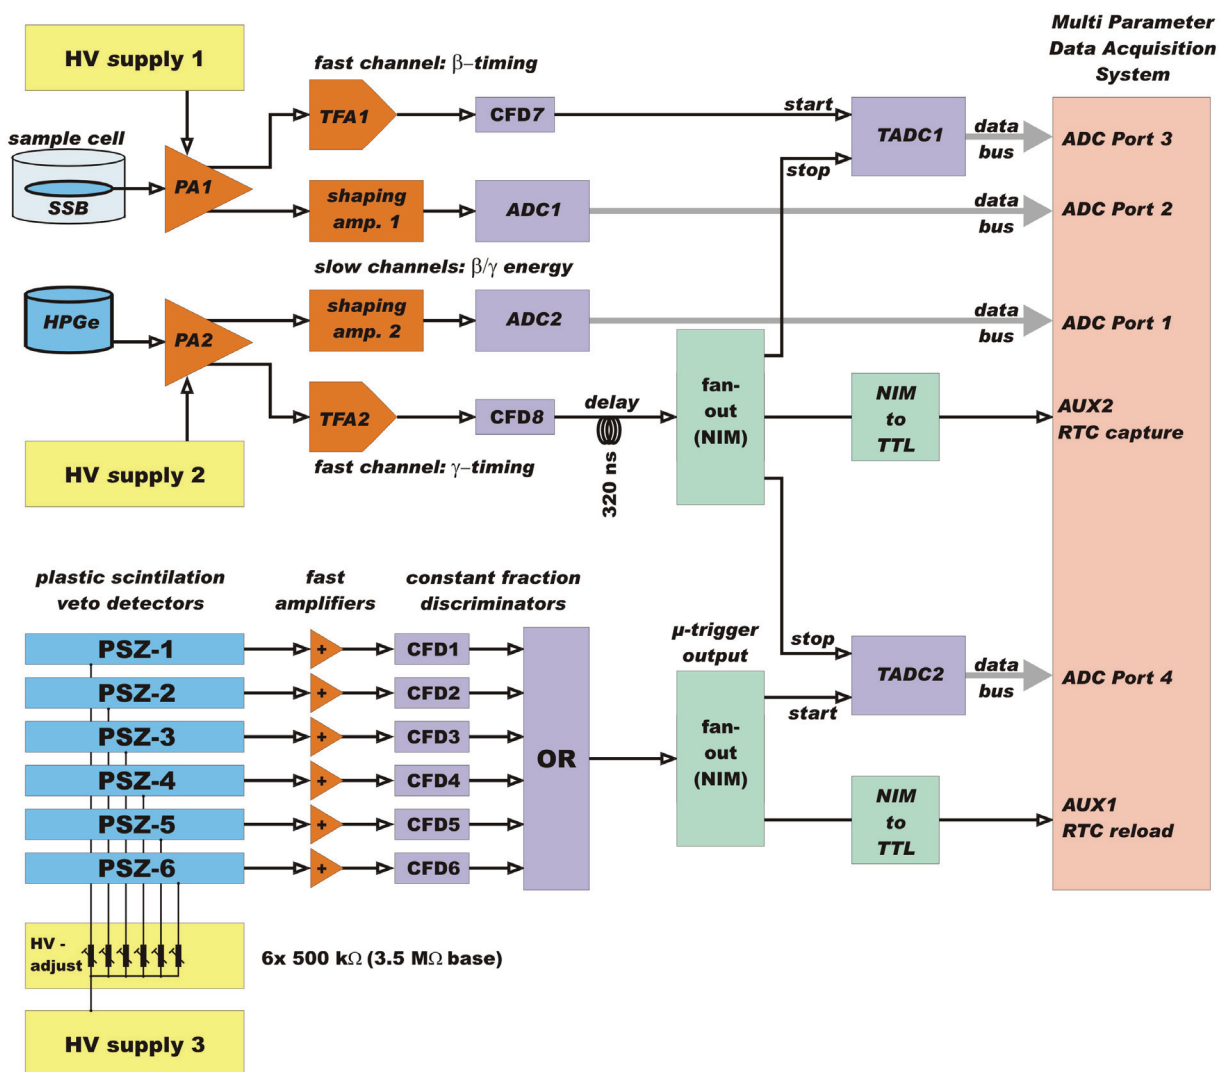 Multi Parameter
Data Acquisition
System
HV supply 1
fast channel: β–timing
TFA1
CFD7
start
TADC1
data
bus
ADC Port 3
sample cell
SSB
PA1
stop
shaping
amp. 1
ADC1
data
bus
ADC Port 2
slow channels: β/γ energy
HPGe
PA2
shaping
amp. 2
ADC2
data
bus
ADC Port 1
fan-
out
(NIM)
TFA2
CFD8
delay
320 ns
NIM
to
TTL
AUX2
RTC capture
HV supply 2
fast channel: γ–timing
plastic scintilation
veto detectors
fast
amplifiers
constant fraction
discriminators
μ-trigger
output
PSZ-1
+
CFD1
PSZ-2
+
CFD2
PSZ-3
+
CFD3
PSZ-4
+
CFD4
PSZ-5
+
CFD5
PSZ-6
+
CFD6
OR
fan-
out
(NIM)
stop
start
TADC2
data
bus
ADC Port 4
NIM
to
TTL
AUX1
RTC reload
HV -
adjust
6x 500 kΩ (3.5 MΩ base)
HV supply 3